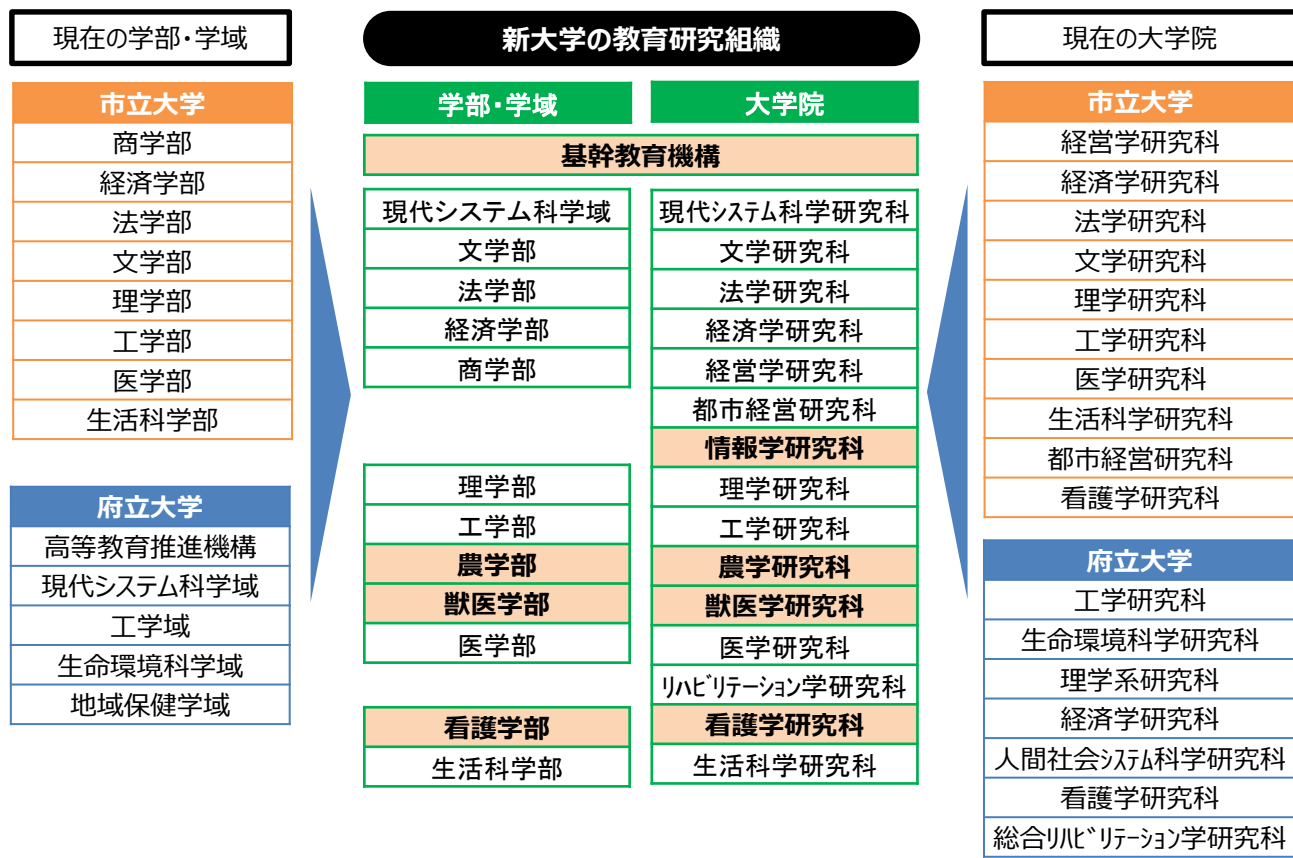 現在の学部・学域
市立大学
商学部
経済学部
法学部
文学部
理学部
工学部
医学部
生活科学部
府立大学
高等教育推進機構
現代システム科学域
工学域
生命環境科学域
地域保健学域
新大学の教育研究組織
学部・学域
大学院
基幹教育機構
現代システム科学域
現代ｼｽﾃﾑ科学研究科
文学部
文学研究科
法学部
法学研究科
経済学部
経済学研究科
商学部
経営学研究科
都市経営研究科
情報学研究科
理学部
理学研究科
工学部
工学研究科
農学部
農学研究科
獣医学部
獣医学研究科
医学部
医学研究科
ﾘﾊﾋﾞﾘﾃｰｼｮﾝ学研究科
看護学部
看護学研究科
生活科学部
生活科学研究科
現在の大学院
市立大学
経営学研究科
経済学研究科
法学研究科
文学研究科
理学研究科
工学研究科
医学研究科
生活科学研究科
都市経営研究科
看護学研究科
府立大学
工学研究科
生命環境科学研究科
理学系研究科
経済学研究科
人間社会ｼｽﾃﾑ科学研究科
看護学研究科
総合ﾘﾊﾋﾞﾘﾃｰｼｮﾝ学研究科